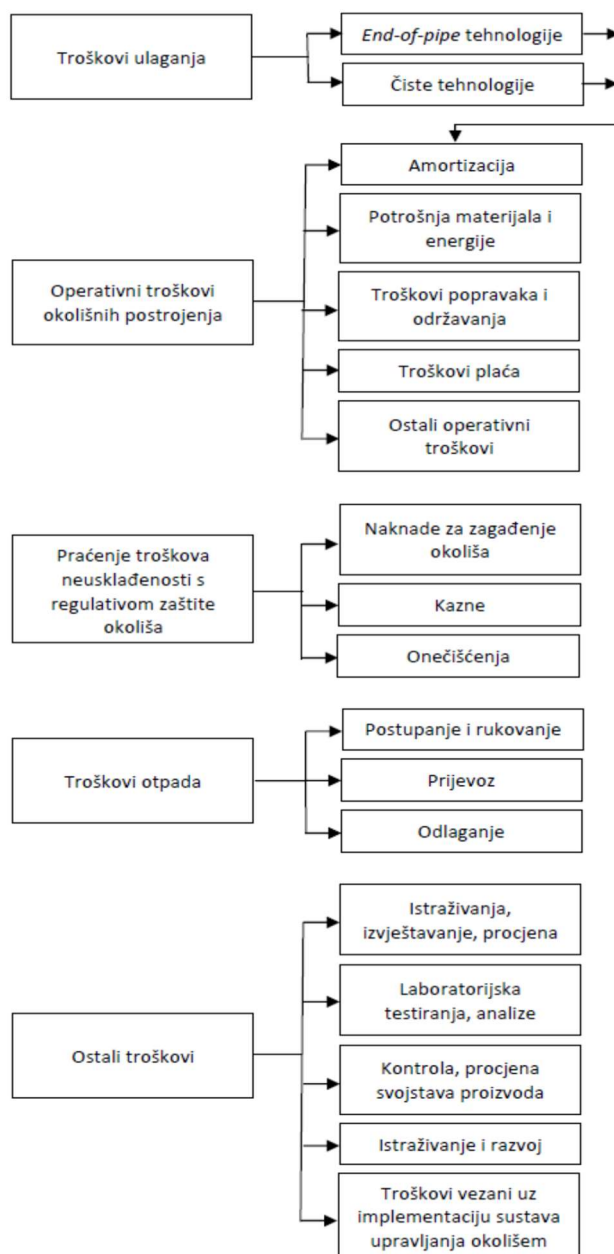 Troškovi ulaganja
End-of-pipe tehnologije
Čiste tehnologije
Operativni troškovi
okolišnih postrojenja
Amortizacija
Potrošnja materijala i
energije
Troškovi popravaka i
održavanja
Troškovi plaća
Ostali operativni
troškovi
Praćenje troškova
neusklađenosti s
regulativom zaštite
okoliša
Naknade za zagađenje
okoliša
Kazne
Onečišćenja
Troškovi otpada
Postupanje i rukovanje
Prijevoz
Odlaganje
Ostali troškovi
Istraživanja,
izvještavanje, procjena
Laboratorijska
testiranja, analize
Kontrola, procjena
svojstava proizvoda
Istraživanje i razvoj
Troškovi vezani uz
implementaciju sustava
upravljanja okolišem